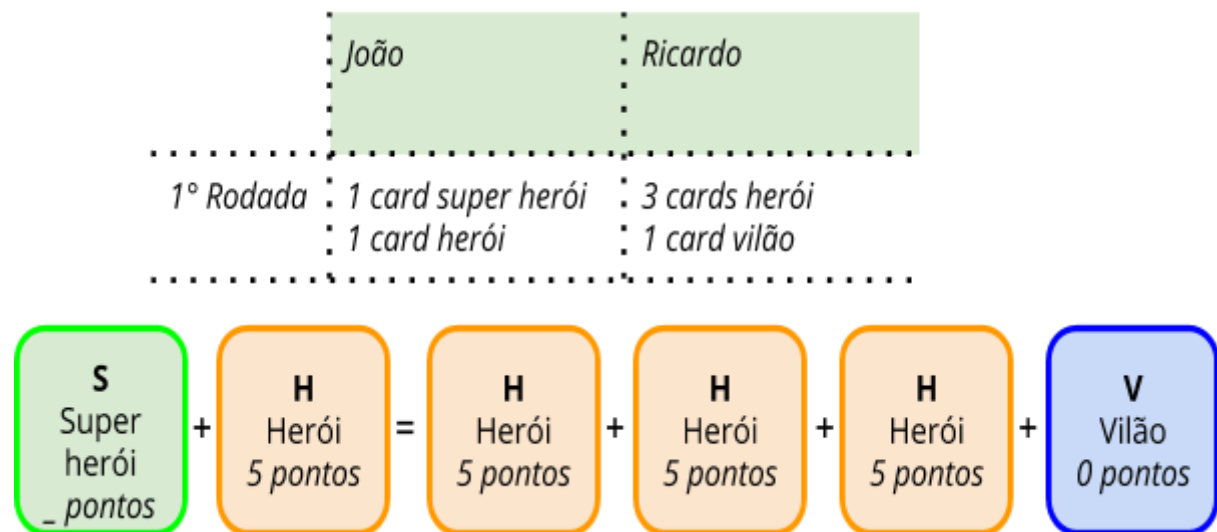 João
Ricardo
1° Rodada
1 card super herói
1 card herói
3 cards herói
1 card vilão
S
Super
herói
_ pontos
+
H
Herói
5 pontos
=
H
Herói
5 pontos
+
H
Herói
5 pontos
+
H
Herói
5 pontos
+
V
Vilão
0 pontos